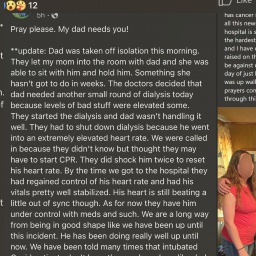 12
Like
5h
Pray please. My dad needs you!
**update: Dad was taken off isolation this morning.
They let my mom into the room with dad and she was
able to sit with him and hold him. Something she
hasn't got to do in weeks. The doctors decided that
dad needed another small round of dialysis today
because levels of bad stuff were elevated some.
They started the dialysis and dad wasn't handling it
well. They had to shut down dialysis because he went
into an extremely elevated heart rate. We were called
in because they didn't know but thought they may
have to start CPR. They did shock him twice to reset
his heart rate. By the time we got to the hospital they
had regained control of his heart rate and had his
vitals pretty well stabilized. His heart is still beating a
little out of sync though. As for now they have him
under control with meds and such. We are a long way
from being in good shape like we have been up until
this incident. He has been doing really well up until
now. We have been told many times that intubated
has cancer
all this new
hospital is s
the hardest
and I have
raised on th
be against
day of just
was up wal
prayers con
through thi